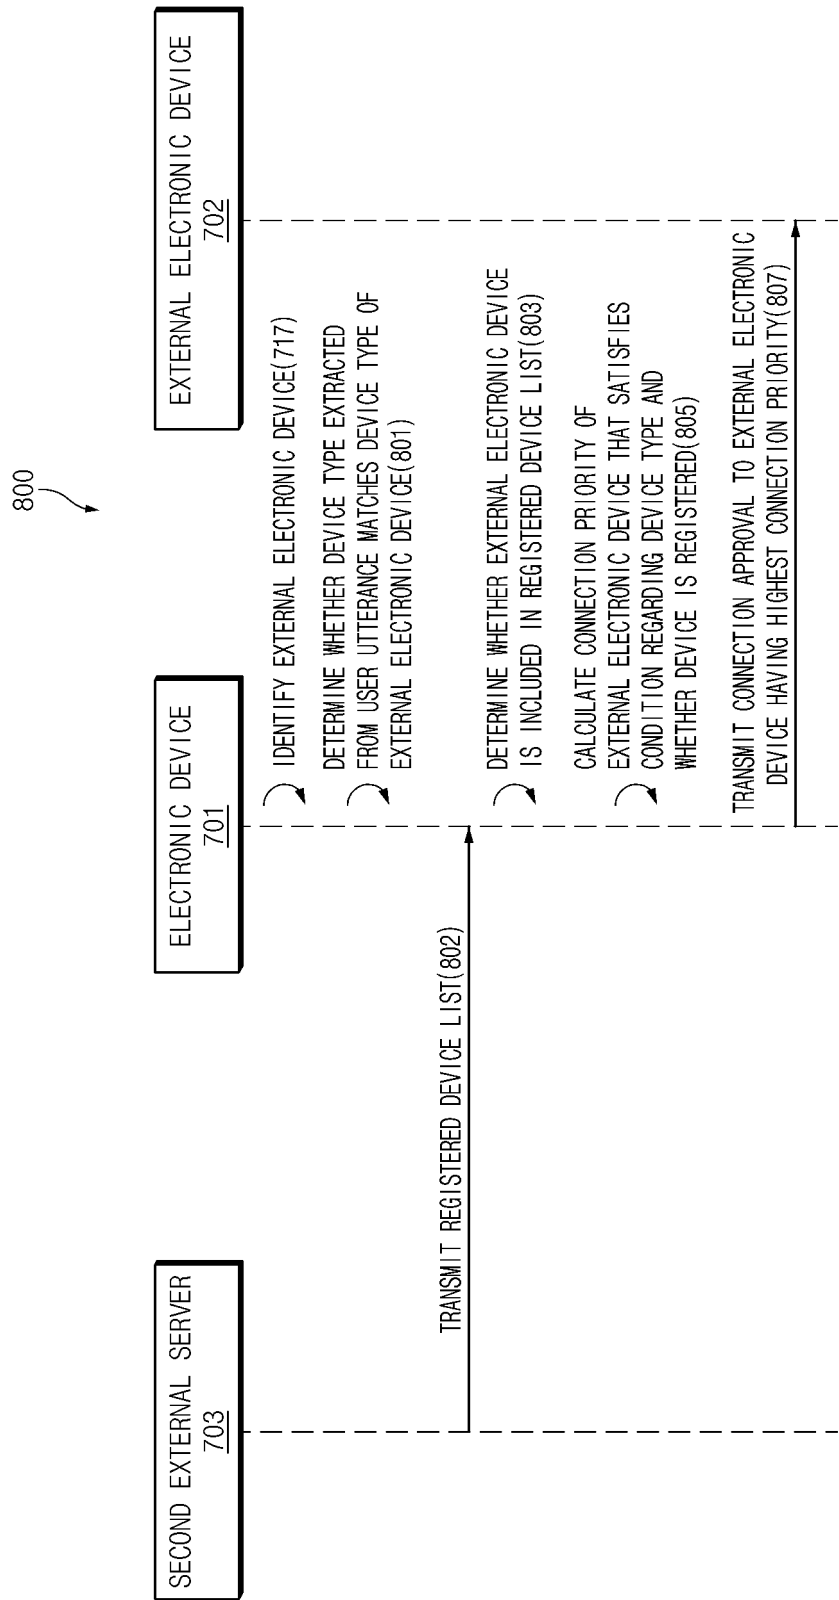 800
SECOND EXTERNAL SERVER
703
ELECTRONIC DEVICE
701
EXTERNAL ELECTRONIC DEVICE
702
IDENTIFY EXTERNAL ELECTRONIC DEVICE(717)
DETERMINE WHETHER DEVICE TYPE EXTRACTED
FROM USER UTTERANCE MATCHES DEVICE TYPE OF
EXTERNAL ELECTRONIC DEVICE(801)
TRANSMIT REGISTERED DEVICE LIST(802)
DETERMINE WHETHER EXTERNAL ELECTRONIC DEVICE
IS INCLUDED IN REGISTERED DEVICE LIST(803)
CALCULATE CONNECTION PRIORITY OF
EXTERNAL ELECTRONIC DEVICE THAT SATISFIES
CONDITION REGARDING DEVICE TYPE AND
WHETHER DEVICE IS REGISTERED(805)
TRANSMIT CONNECTION APPROVAL TO EXTERNAL ELECTRONIC
DEVICE HAVING HIGHEST CONNECTION PRIORITY(807)